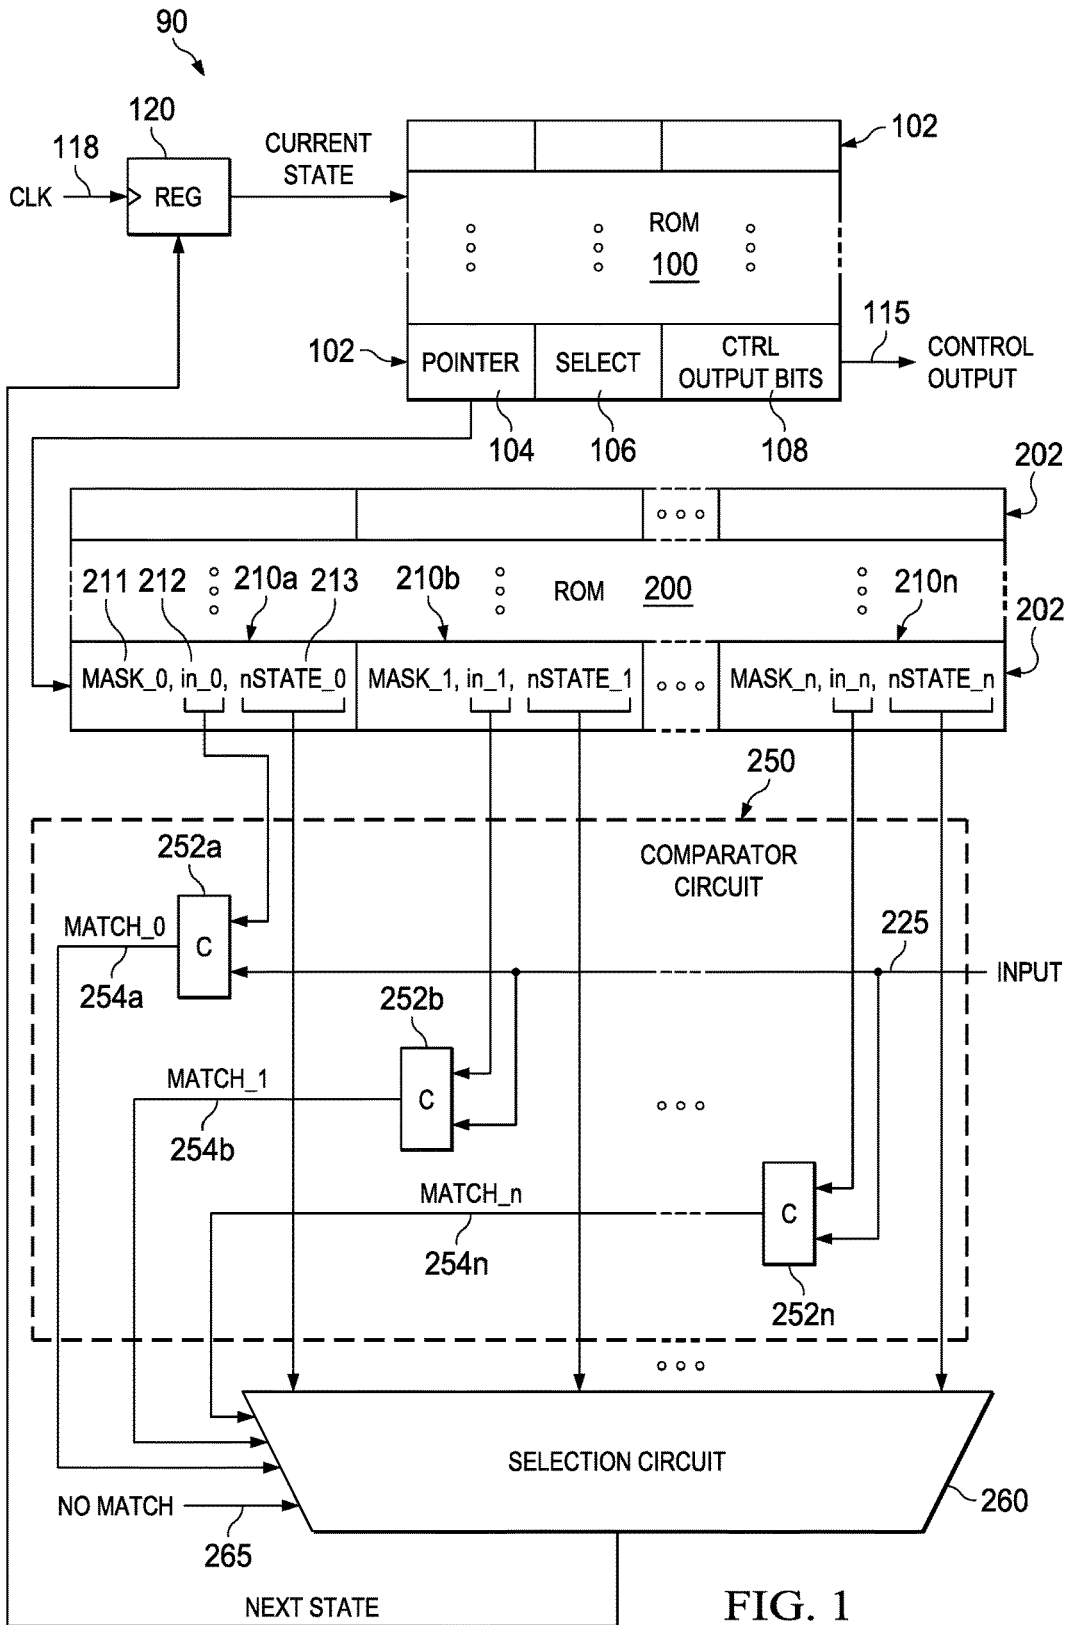 90
120
118
CURRENT
STATE
102
CLK
REG
ROM
100
115
102
POINTER
SELECT
CTRL
OUTPUT BITS
CONTROL
OUTPUT
104
106
108
202
211
212
210a
213
210b
ROM
200
210n
202
MASK_0, in_0, nSTATE_0
MASK_1, in_1, nSTATE_1
MASK_n, in_n, nSTATE_n
250
252a
COMPARATOR
CIRCUIT
MATCH_0
C
225
INPUT
254a
252b
MATCH_1
C
254b
MATCH_n
C
254n
252n
SELECTION CIRCUIT
NO MATCH
260
265
NEXT STATE
FIG. 1